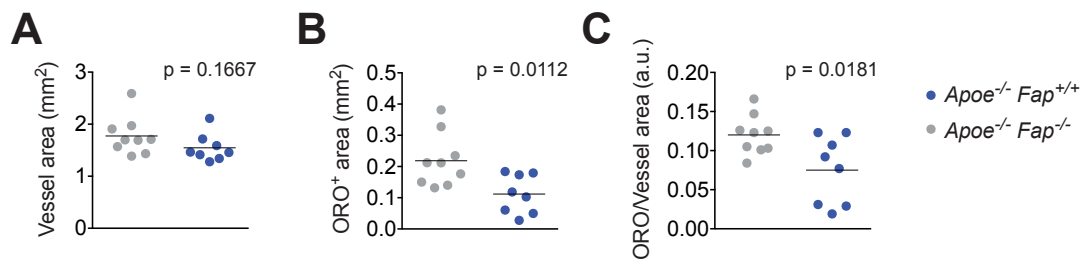 A
B
C
Vessel area (mm²)
3
2
1
0
p = 0.1667
ORO⁺ area (mm²)
0.5
0.4
0.3
0.2
0.1
0.0
p = 0.0112
ORO/Vessel area (a.u.)
0.20
0.15
0.10
0.05
0.00
p = 0.0181
Apoe⁻/⁻ Fap⁺/⁺
Apoe⁻/⁻ Fap⁻/⁻